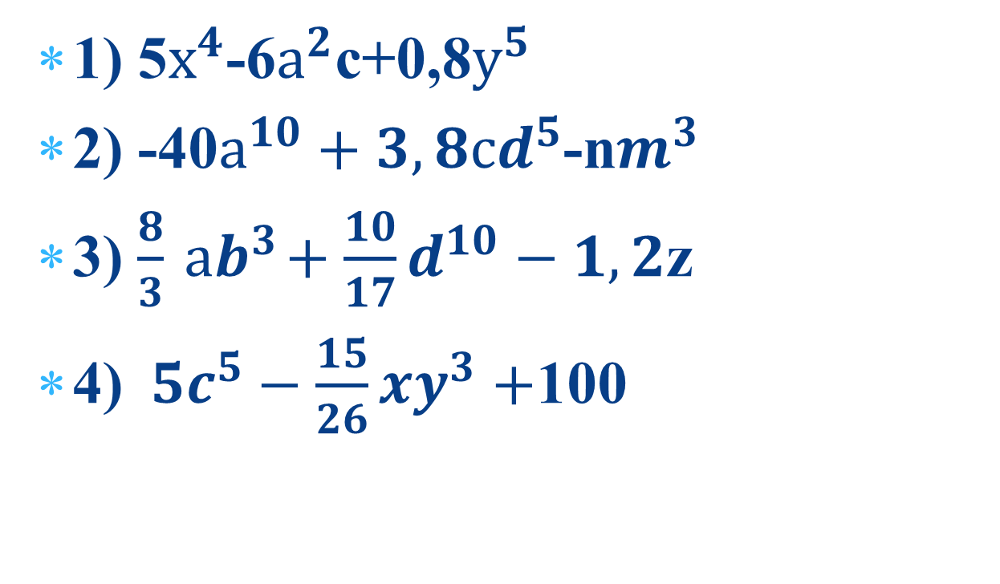 * 1) 5x⁴-6a²c+0,8y⁵
* 2) -40a¹⁰ + 3,8cd⁵-nm³
* 3) 8/3 ab³ + 10/17 d¹⁰ − 1,2z
* 4) 5c⁵ − 15/26 xy³ +100